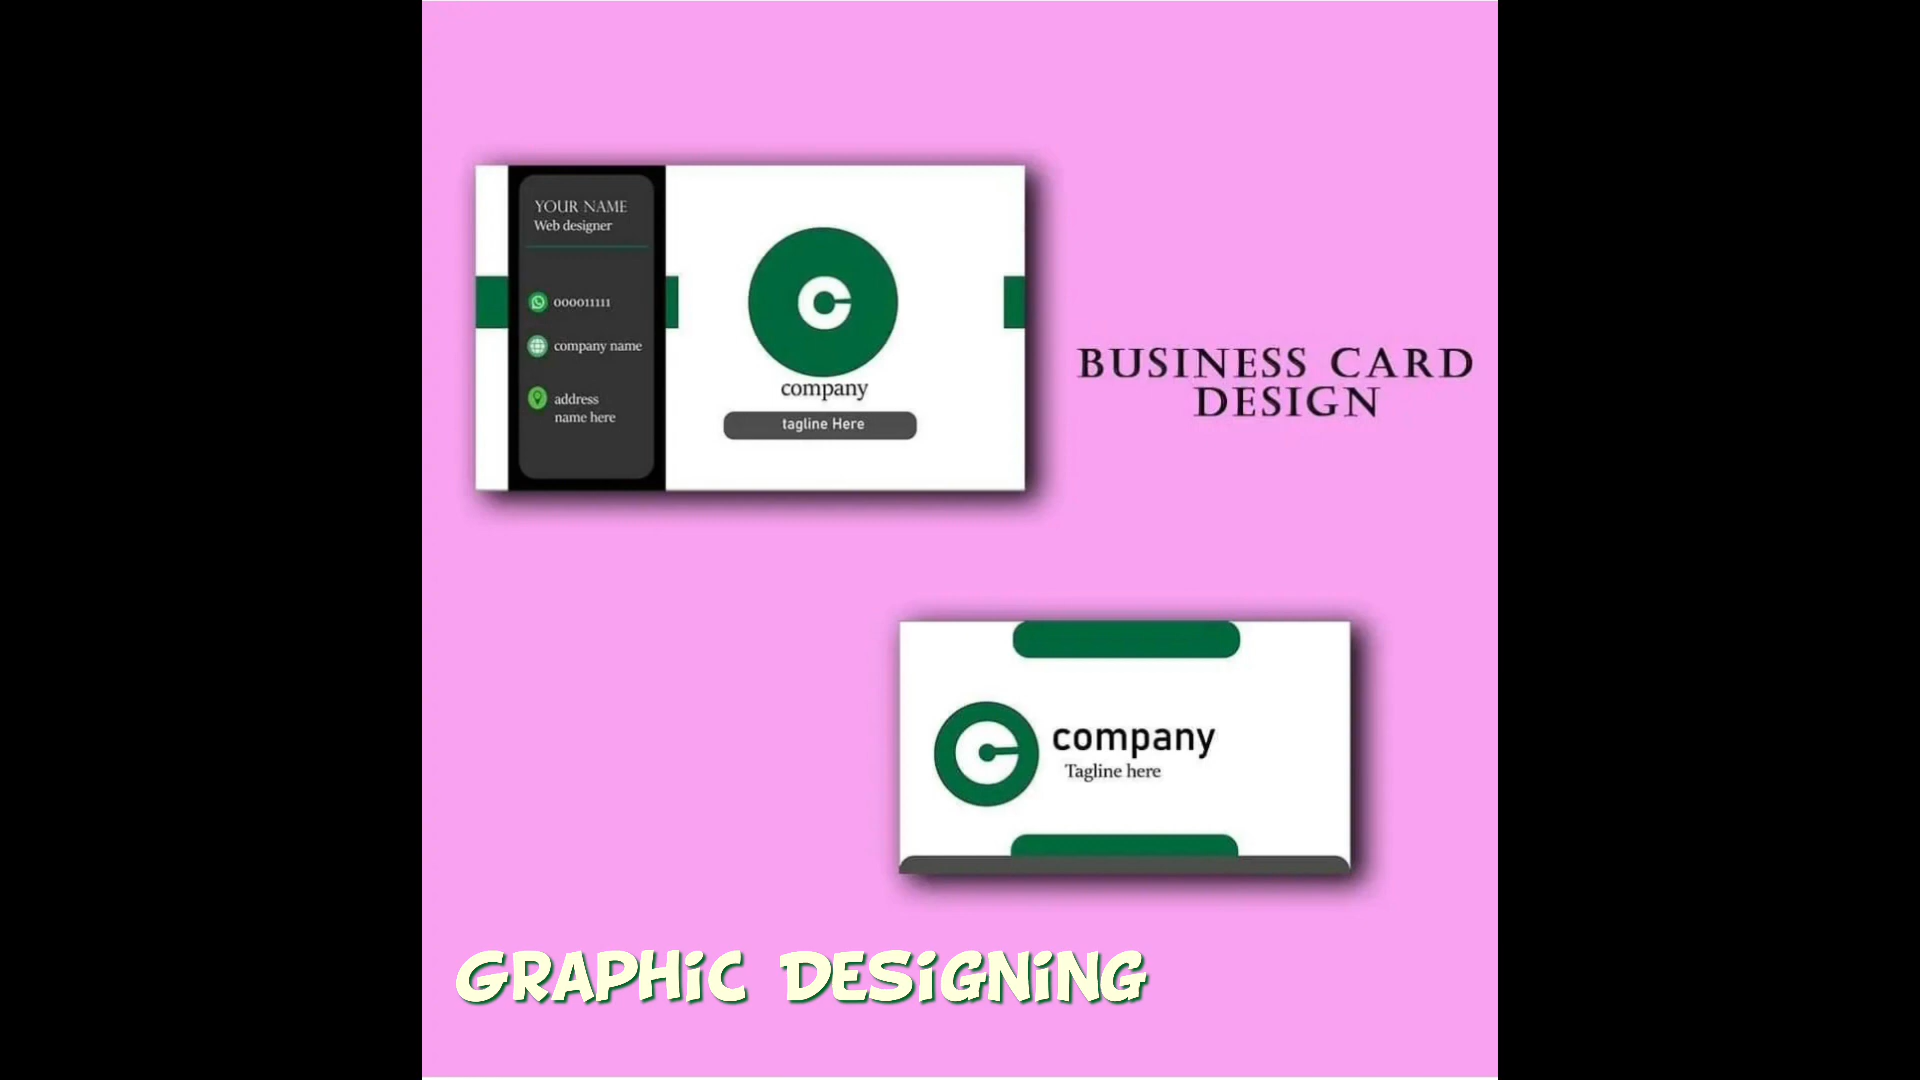 YOUR NAME
Web designer
000011111
company name
address
name here
c
company
tagline Here
BUSINESS CARD
DESIGN
c
company
Tagline here
GRAPHiC DESiGNiNG